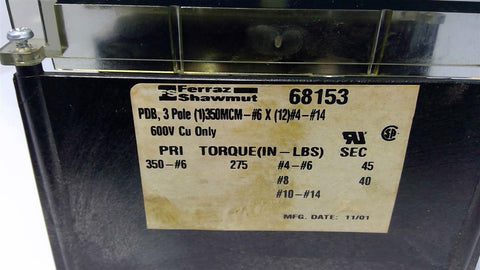 Ferraz
Shawmut
68153
PDB, 3 Pole (1)350MCM-#6 X (12)#4-#14
600V Cu Only
PRI TORQUE(IN-LBS) SEC
350-#6 275 #4-#6 45
#8 40
#10-#14
MFG. DATE: 11/01